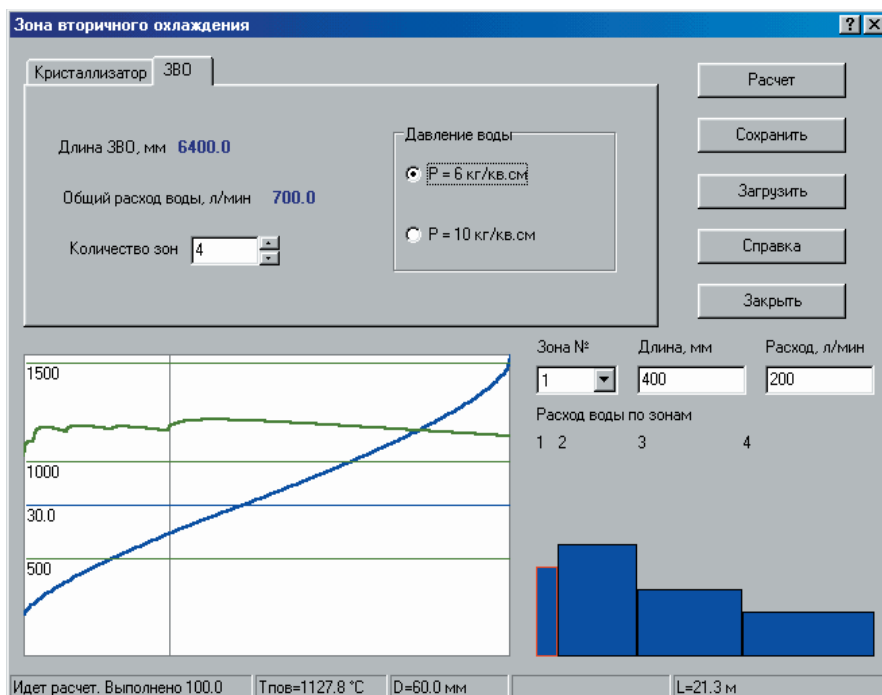 Зона вторичного охлаждения
Кристаллизатор ЗВО
Длина ЗВО, мм 6400.0
Общий расход воды, л/мин 700.0
Количество зон 4
Давление воды
P = 6 кг/кв.см
P = 10 кг/кв.см
Расчет
Сохранить
Загрузить
Справка
Закрыть
1500
1000
30.0
500
Зона № Длина, мм Расход, л/мин
1 400 200
Расход воды по зонам
1 2 3 4
Идет расчет. Выполнено 100.0 Тпов=1127.8 °C D=60.0 мм L=21.3 м